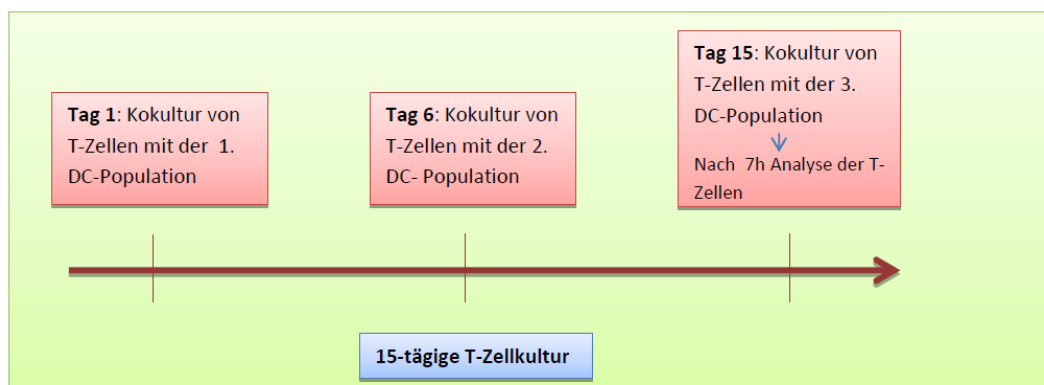 Tag 1: Kokultur von
T-Zellen mit der 1.
DC-Population
Tag 6: Kokultur von
T-Zellen mit der 2.
DC- Population
Tag 15: Kokultur von
T-Zellen mit der 3.
DC-Population
Nach 7h Analyse der T-
Zellen
15-tägige T-Zellkultur